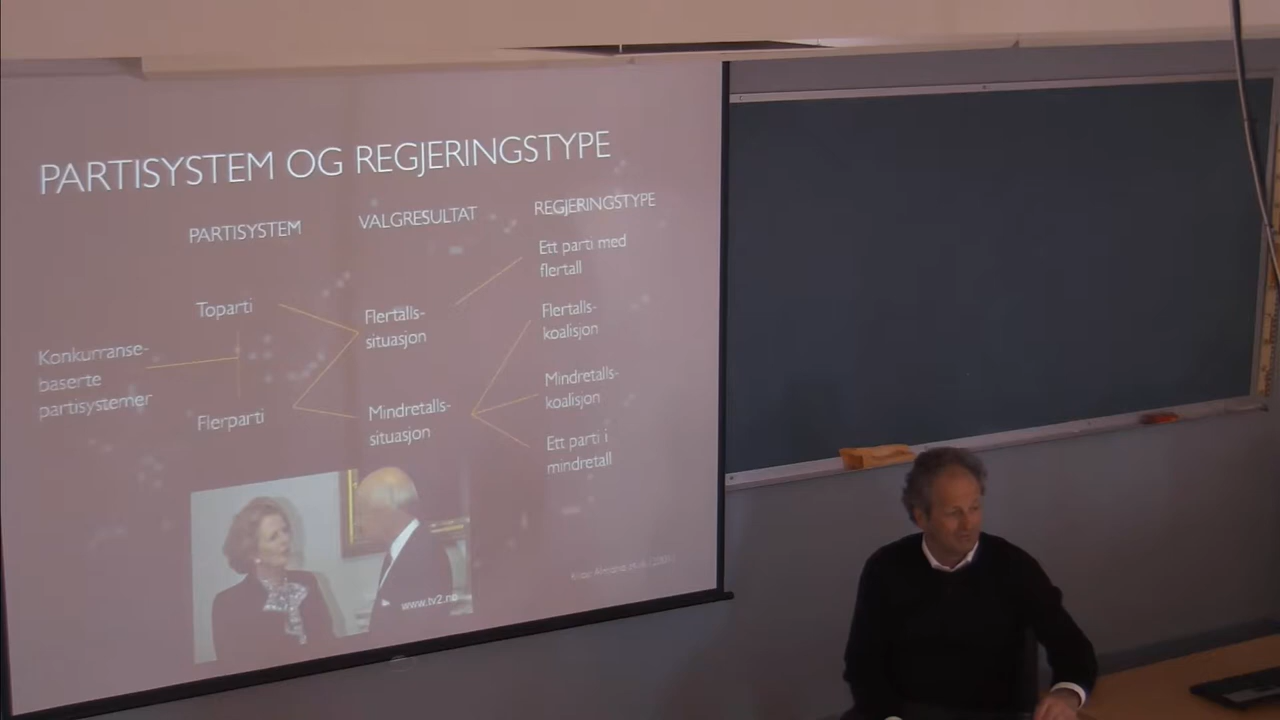 PARTISYSTEM OG REGJERINGSTYPE
PARTISYSTEM
VALGRESULTAT
REGJERINGSTYPE
Konkurranse-
baserte
partisystemer
Toparti
Flerparti
Flertalls-
situasjon
Mindretalls-
situasjon
Ett parti med
flertall
Flertalls-
koalisjon
Mindretalls-
koalisjon
Ett parti i
mindretall
www.tv2.no